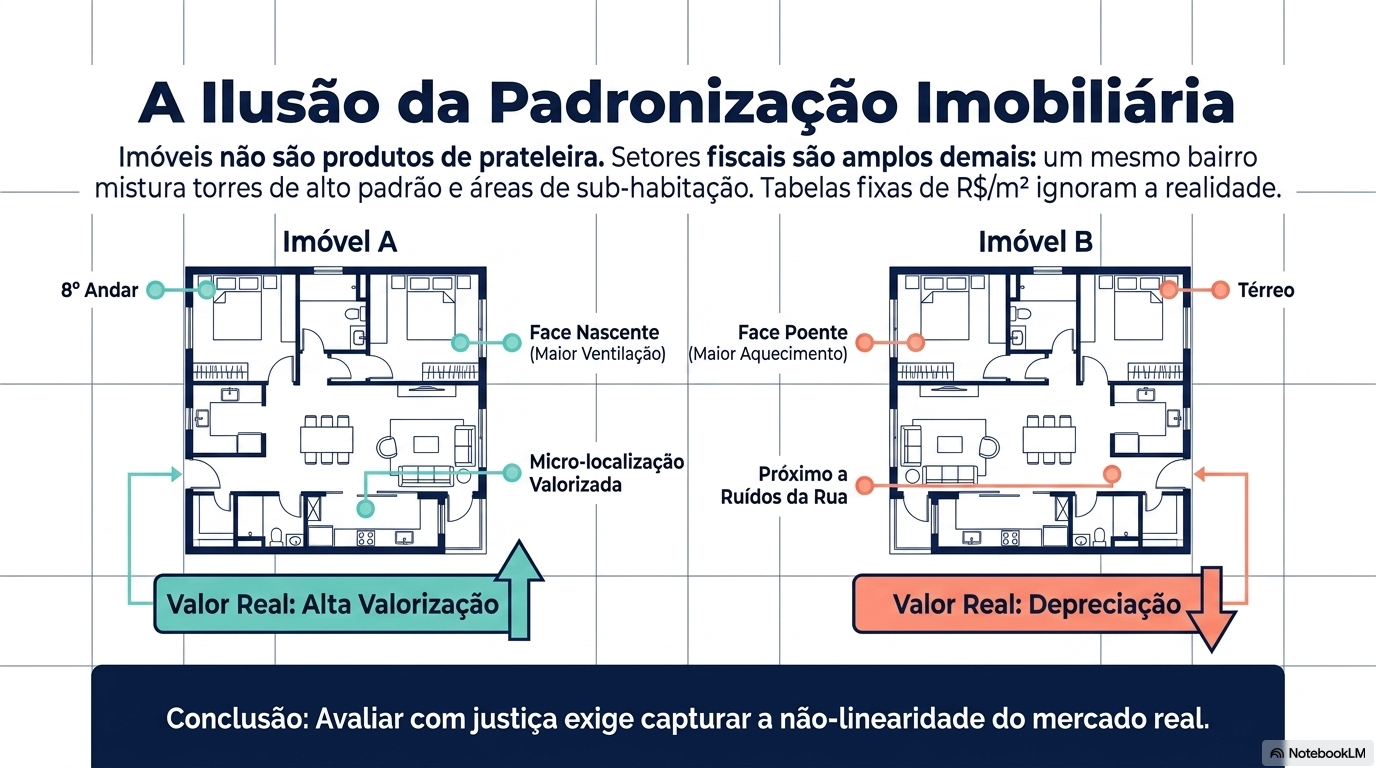 A Ilusão da Padronização Imobiliária
Imóveis não são produtos de prateleira. Setores fiscais são amplos demais: um mesmo bairro
mistura torres de alto padrão e áreas de sub-habitação. Tabelas fixas de R$/m² ignoram a realidade.
Imóvel A
8º Andar
Face Nascente
(Maior Ventilação)
Micro-localização
Valorizada
Valor Real: Alta Valorização
Imóvel B
Térreo
Face Poente
(Maior Aquecimento)
Próximo a
Ruídos da Rua
Valor Real: Depreciação
Conclusão: Avaliar com justiça exige capturar a não-linearidade do mercado real.
NotebookLM